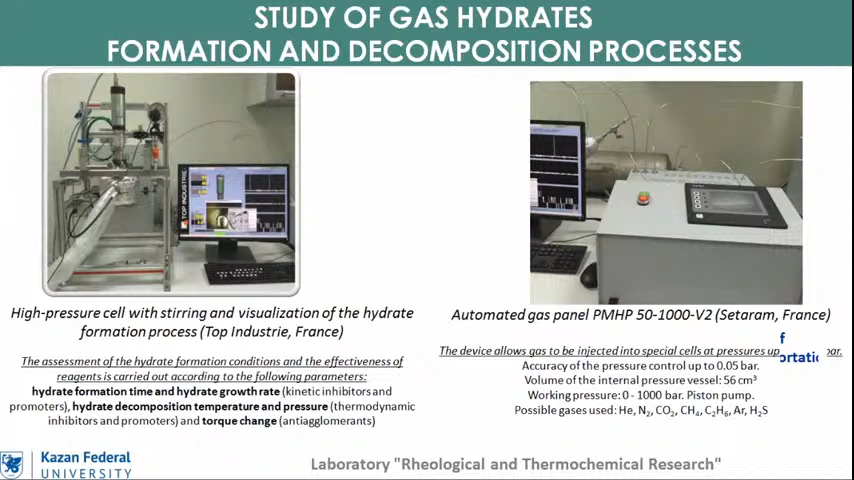 STUDY OF GAS HYDRATES
FORMATION AND DECOMPOSITION PROCESSES
TOP INDUSTRIE
High-pressure cell with stirring and visualization of the hydrate
formation process (Top Industrie, France)
The assessment of the hydrate formation conditions and the effectiveness of
reagents is carried out according to the following parameters:
hydrate formation time and hydrate growth rate (kinetic inhibitors and
promoters), hydrate decomposition temperature and pressure (thermodynamic
inhibitors and promoters) and torque change (antiagglomerants)
Automated gas panel PMHP 50-1000-V2 (Setaram, France)
f
ortatic
The device allows gas to be injected into special cells at pressures up bar.
Accuracy of the pressure control up to 0.05 bar.
Volume of the internal pressure vessel: 56 cm³
Working pressure: 0 - 1000 bar. Piston pump.
Possible gases used: He, N₂, CO₂, CH₄, C₂H₆, Ar, H₂S
Kazan Federal
UNIVERSITY
Laboratory "Rheological and Thermochemical Research"